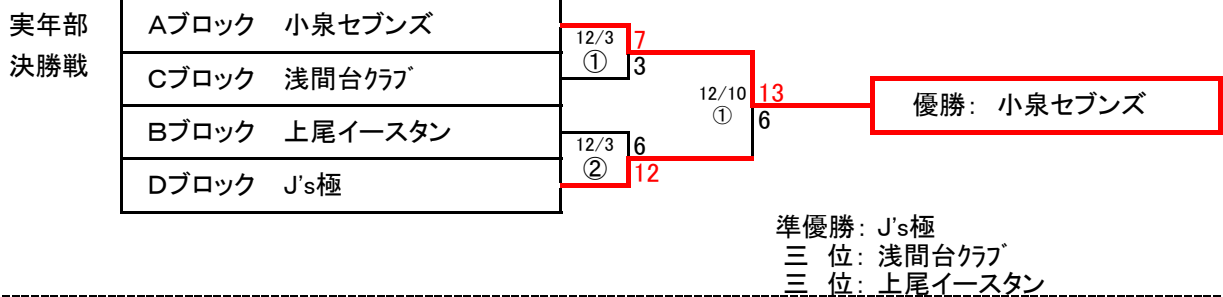 実年部
決勝戦
Aブロック 小泉セブンズ
Cブロック 浅間台ｸﾗﾌﾞ
Bブロック 上尾イースタン
Dブロック J's極
12/3
①
7
3
12/3
②
6
12
12/10
①
13
6
優勝： 小泉セブンズ
準優勝： J's極
三 位： 浅間台ｸﾗﾌﾞ
三 位： 上尾イースタン